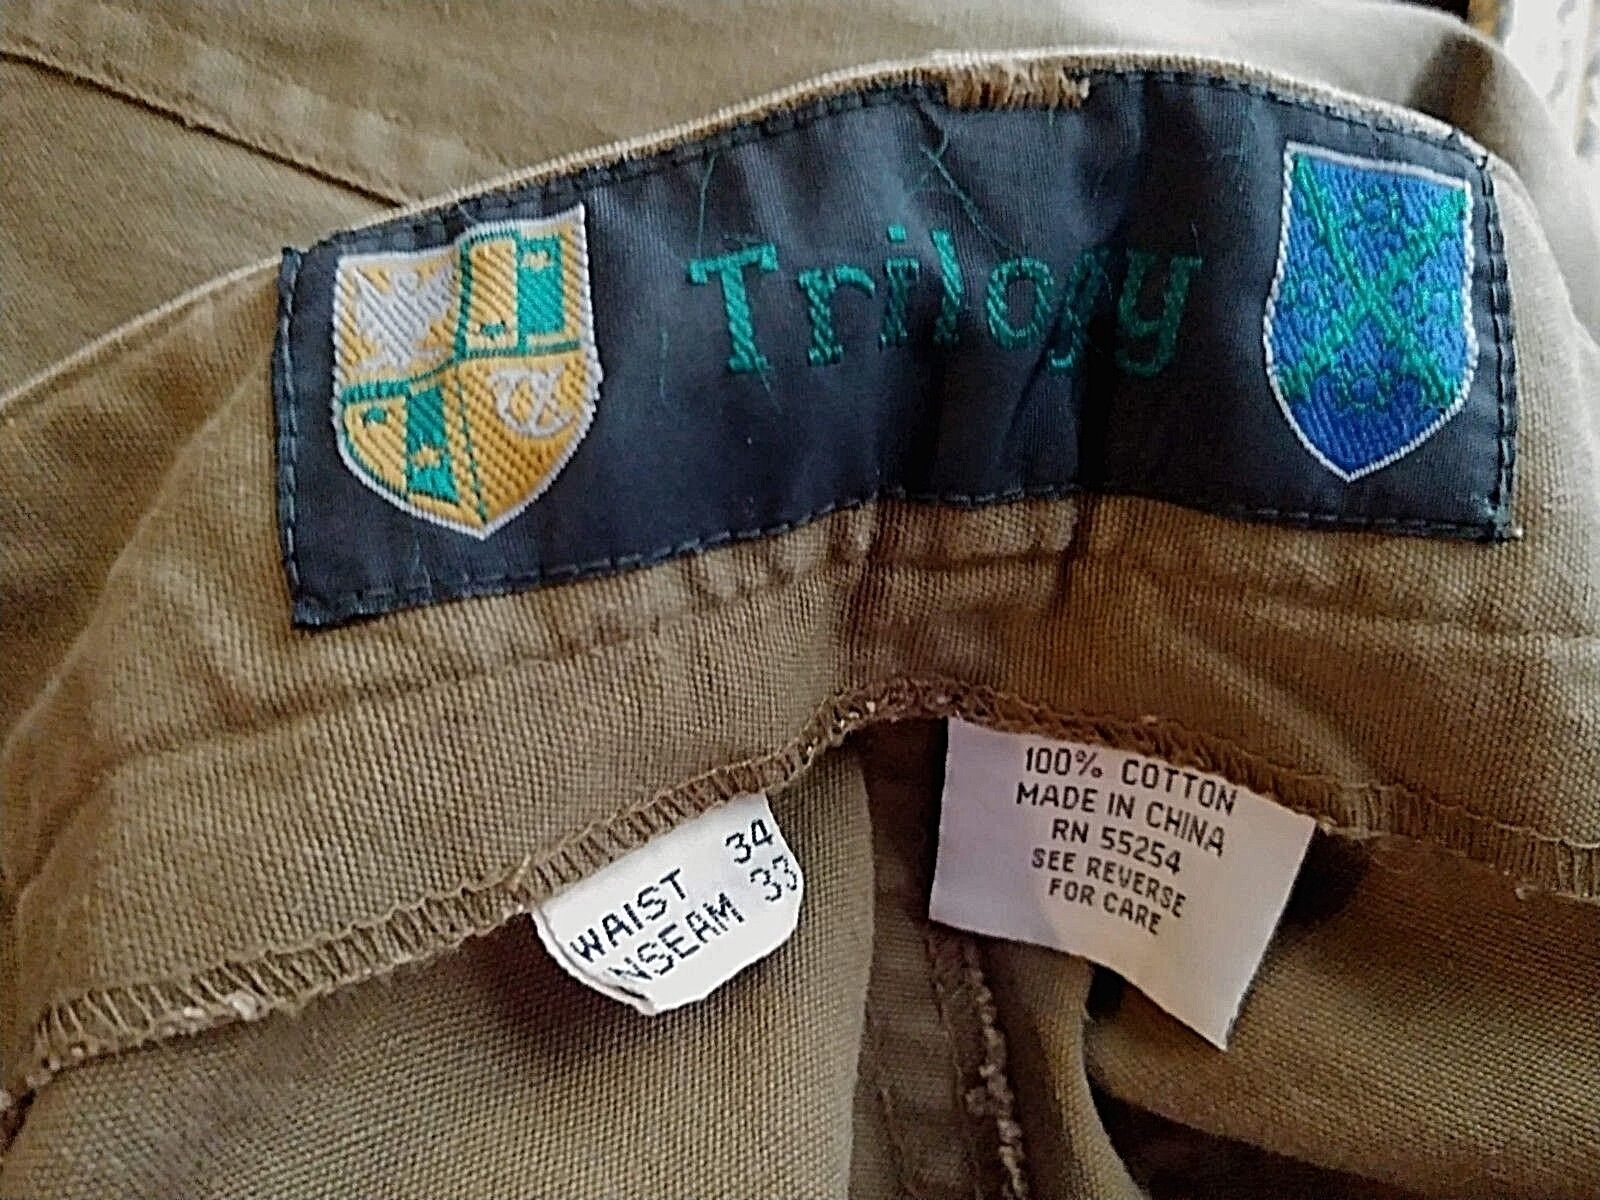 Trilogy
WAIST 34
NSEAM 33
100% COTTON
MADE IN CHINA
RN 55254
SEE REVERSE
FOR CARE